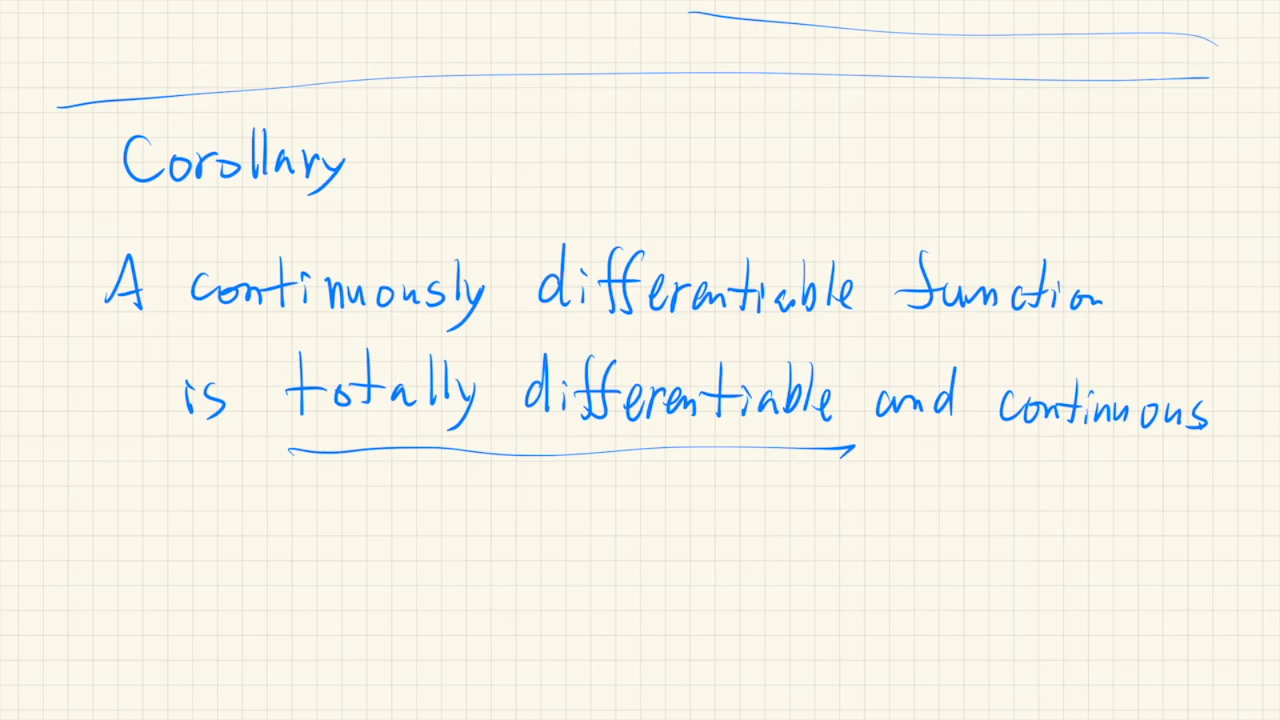 Corollary
A continuously differentiable function
is totally differentiable and continuous